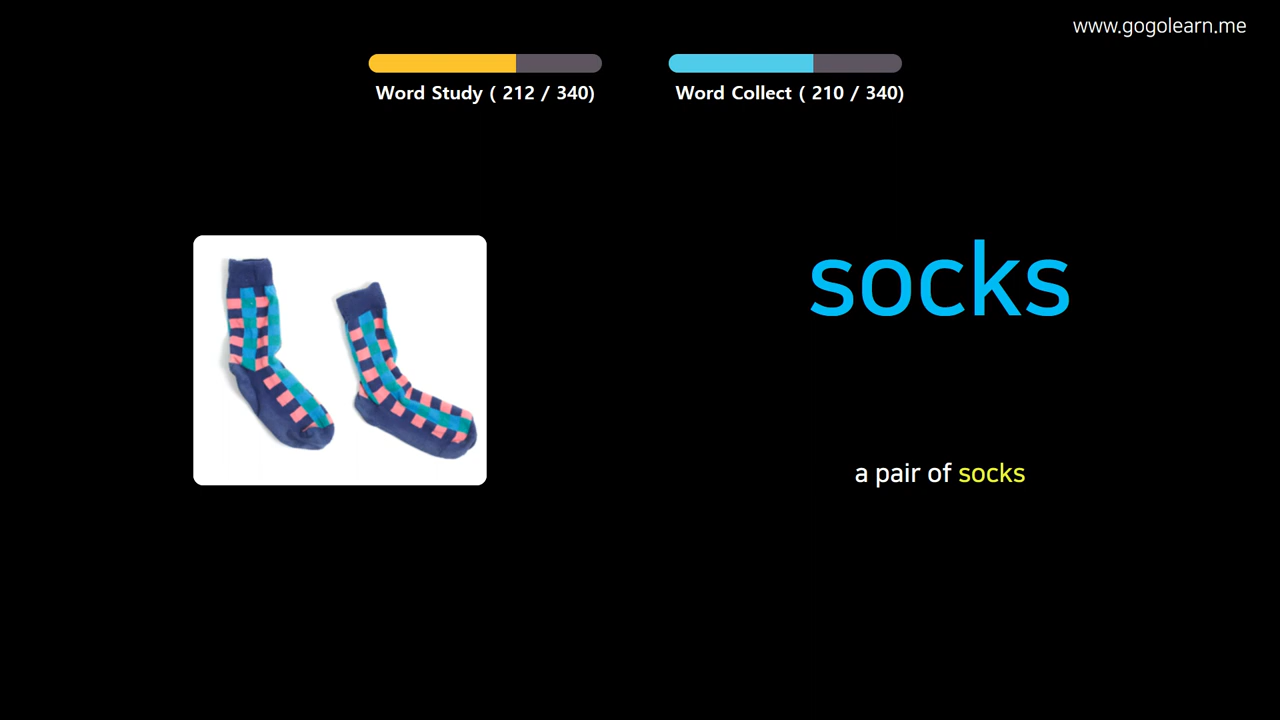 www.gogolearn.me
Word Study ( 212 / 340)
Word Collect ( 210 / 340)
socks
a pair of socks